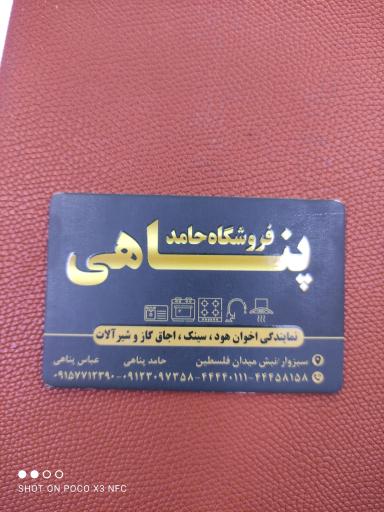 فروشگاه حامد
پناهی
نمایندگی اخوان هود ، سینک ، اجاق گاز و شیرآلات
سبزوار/نبش میدان فلسطین حامد پناهی عباس پناهی
۰۹۱۵۷۷۱۲۳۹۰-۰۹۱۲۳۰۹۷۳۵۸-۴۴۴۴۰۱۱۱-۴۴۴۵۸۱۵۸
SHOT ON POCO X3 NFC